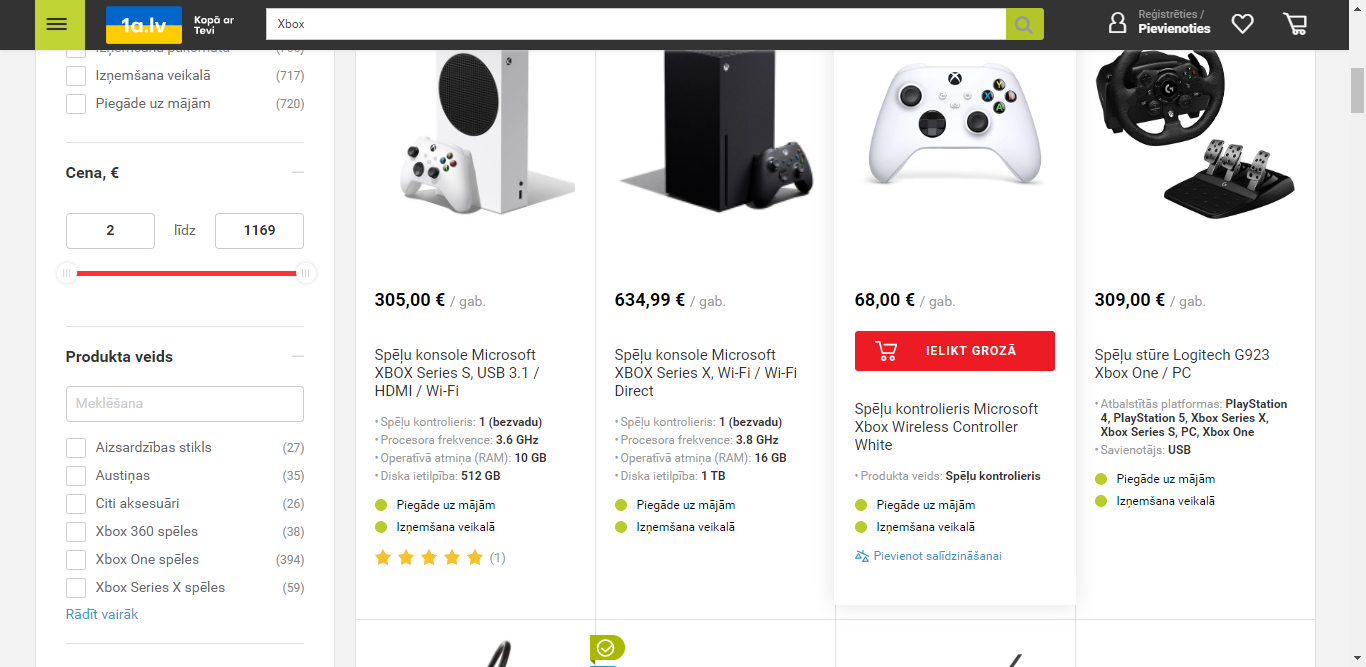 1a.lv
Kopā ar
Tevi
Xbox
Reģistrēties /
Pievienoties
Izņemšana veikalā (717)
Piegāde uz mājām (720)
Cena, €
2 līdz 1169
Produkta veids
Meklēšana
Aizsardzības stikls (27)
Austiņas (35)
Citi aksesuāri (26)
Xbox 360 spēles (38)
Xbox One spēles (394)
Xbox Series X spēles (59)
Rādīt vairāk
305,00 € / gab.
Spēļu konsole Microsoft
XBOX Series S, USB 3.1 /
HDMI / Wi-Fi
• Spēļu kontrolieris: 1 (bezvadu)
• Procesora frekvence: 3.6 GHz
• Operatīvā atmiņa (RAM): 10 GB
• Diska ietilpība: 512 GB
Piegāde uz mājām
Izņemšana veikalā
(1)
634,99 € / gab.
Spēļu konsole Microsoft
XBOX Series X, Wi-Fi / Wi-Fi
Direct
• Spēļu kontrolieris: 1 (bezvadu)
• Procesora frekvence: 3.8 GHz
• Operatīvā atmiņa (RAM): 16 GB
• Diska ietilpība: 1 TB
Piegāde uz mājām
Izņemšana veikalā
68,00 € / gab.
IELIKT GROZĀ
Spēļu kontrolieris Microsoft
Xbox Wireless Controller
White
• Produkta veids: Spēļu kontrolieris
Piegāde uz mājām
Izņemšana veikalā
Pievienot salīdzināšanai
309,00 € / gab.
Spēļu stūre Logitech G923
Xbox One / PC
• Atbalstītās platformas: PlayStation
4, PlayStation 5, Xbox Series X,
Xbox Series S, PC, Xbox One
• Savienotājs: USB
Piegāde uz mājām
Izņemšana veikalā